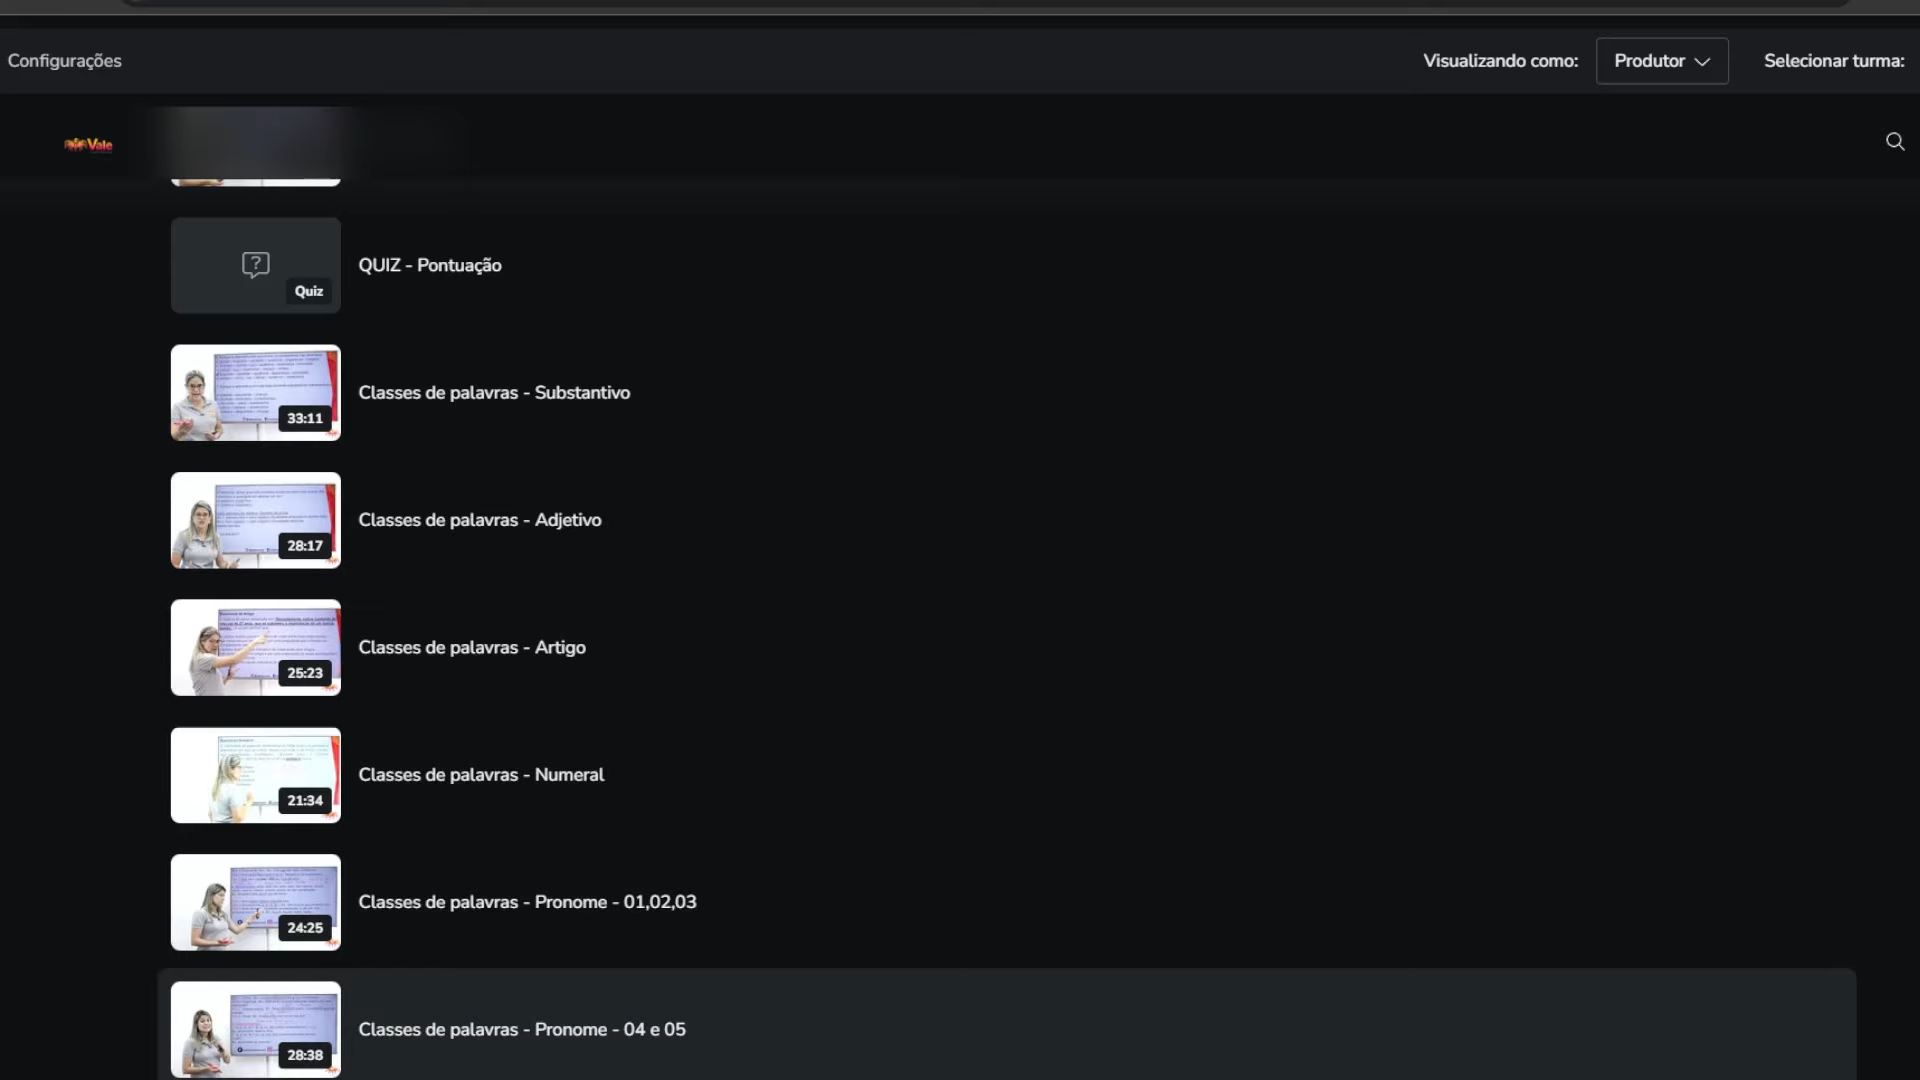 Configurações
Visualizando como:
Produtor
Selecionar turma:
Vale
Quiz
QUIZ - Pontuação
33:11
Classes de palavras - Substantivo
28:17
Classes de palavras - Adjetivo
25:23
Classes de palavras - Artigo
21:34
Classes de palavras - Numeral
24:25
Classes de palavras - Pronome - 01,02,03
28:38
Classes de palavras - Pronome - 04 e 05